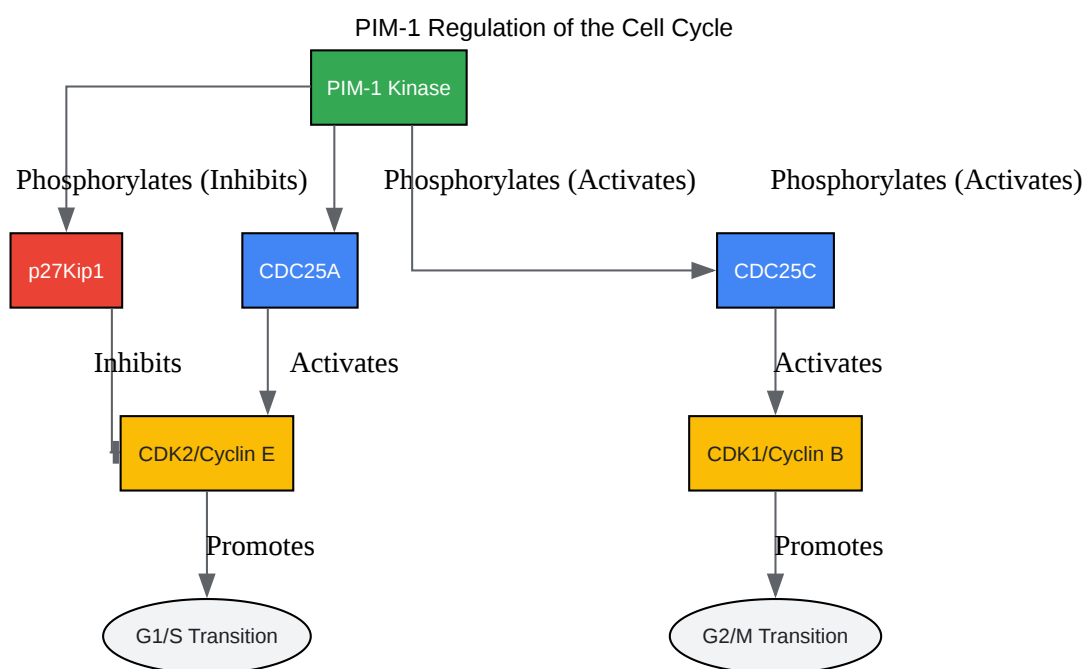 PIM-1 Regulation of the Cell Cycle
PIM-1 Kinase
Phosphorylates (Inhibits)
Phosphorylates (Activates)
Phosphorylates (Activates)
p27Kip1
CDC25A
CDC25C
Inhibits
Activates
Activates
CDK2/Cyclin E
CDK1/Cyclin B
Promotes
Promotes
G1/S Transition
G2/M Transition